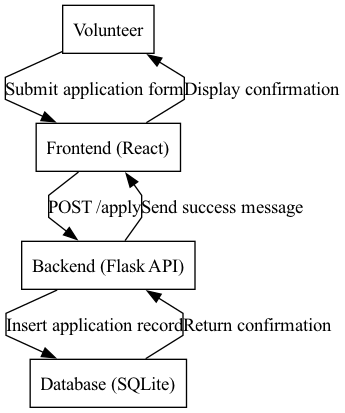 Volunteer
Submit application form
Display confirmation
Frontend (React)
POST /apply
Send success message
Backend (Flask API)
Insert application record
Return confirmation
Database (SQLite)